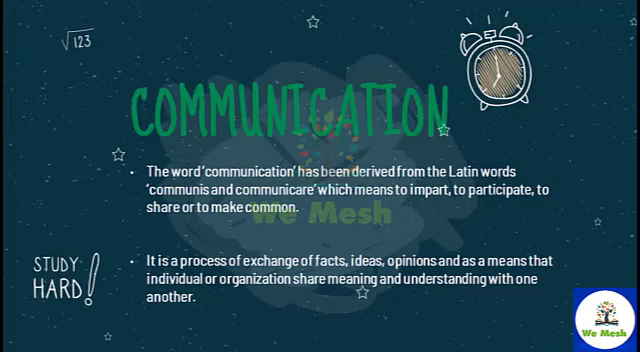 √123
COMMUNICATION
• The word 'communication' has been derived from the Latin words
'communis and communicare' which means to impart, to participate, to
share or to make common.
We Mesh
• It is a process of exchange of facts, ideas, opinions and as a means that
individual or organization share meaning and understanding with one
another.
STUDY
HARD!
We Mesh